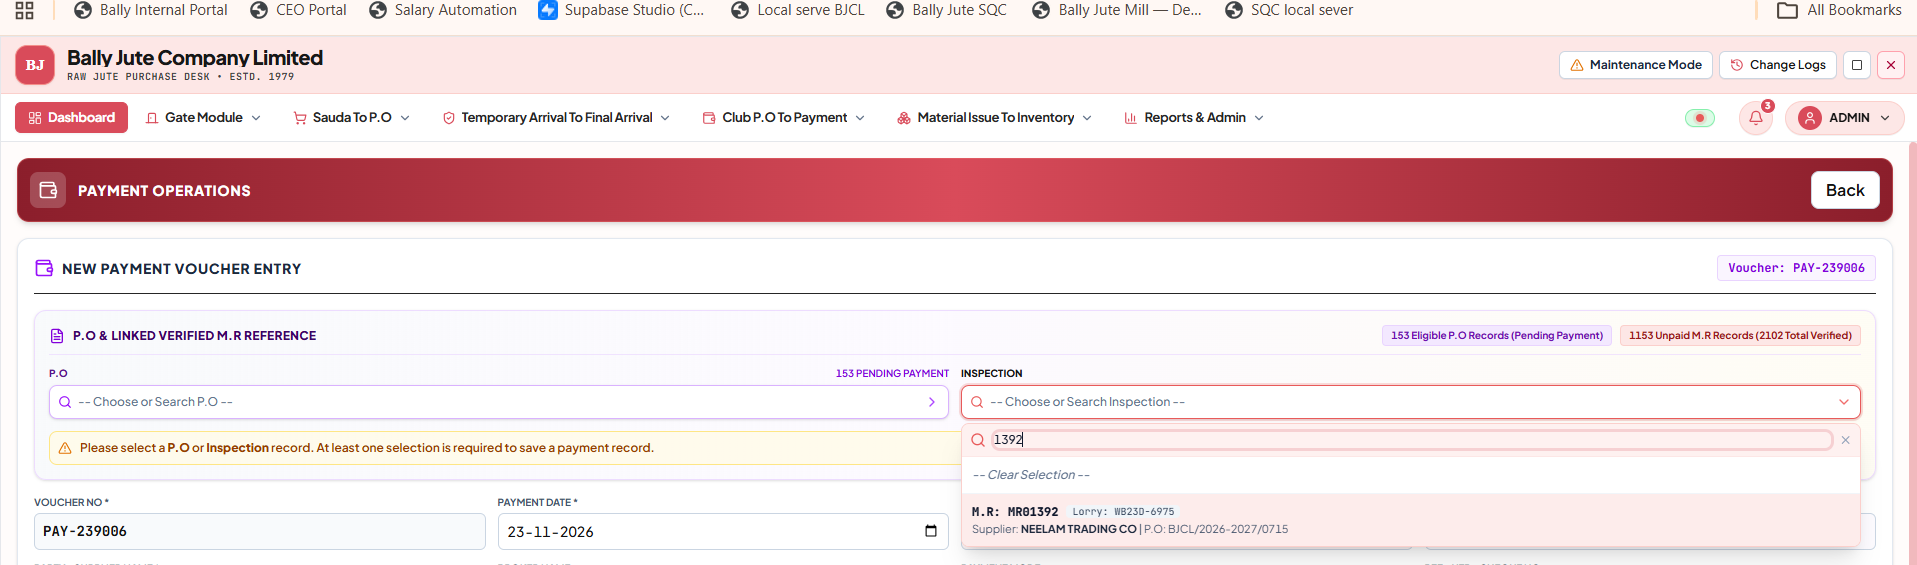 Bally Internal Portal CEO Portal Salary Automation Supabase Studio (C... Local serve BJCL Bally Jute SQC Bally Jute Mill — De... SQC local sever All Bookmarks
BJ Bally Jute Company Limited
RAW JUTE PURCHASE DESK • ESTD. 1979
Maintenance Mode Change Logs
Dashboard Gate Module Sauda To P.O Temporary Arrival To Final Arrival Club P.O To Payment Material Issue To Inventory Reports & Admin 3 ADMIN
PAYMENT OPERATIONS Back
NEW PAYMENT VOUCHER ENTRY Voucher: PAY-239006
P.O & LINKED VERIFIED M.R REFERENCE 153 Eligible P.O Records (Pending Payment) 1153 Unpaid M.R Records (2102 Total Verified)
P.O 153 PENDING PAYMENT INSPECTION
-- Choose or Search P.O -- -- Choose or Search Inspection --
Please select a P.O or Inspection record. At least one selection is required to save a payment record.
1392
-- Clear Selection --
M.R: MR01392 Lorry: WB23D-6975
Supplier: NEELAM TRADING CO | P.O: BJCL/2026-2027/0715
VOUCHER NO * PAYMENT DATE *
PAY-239006 23-11-2026